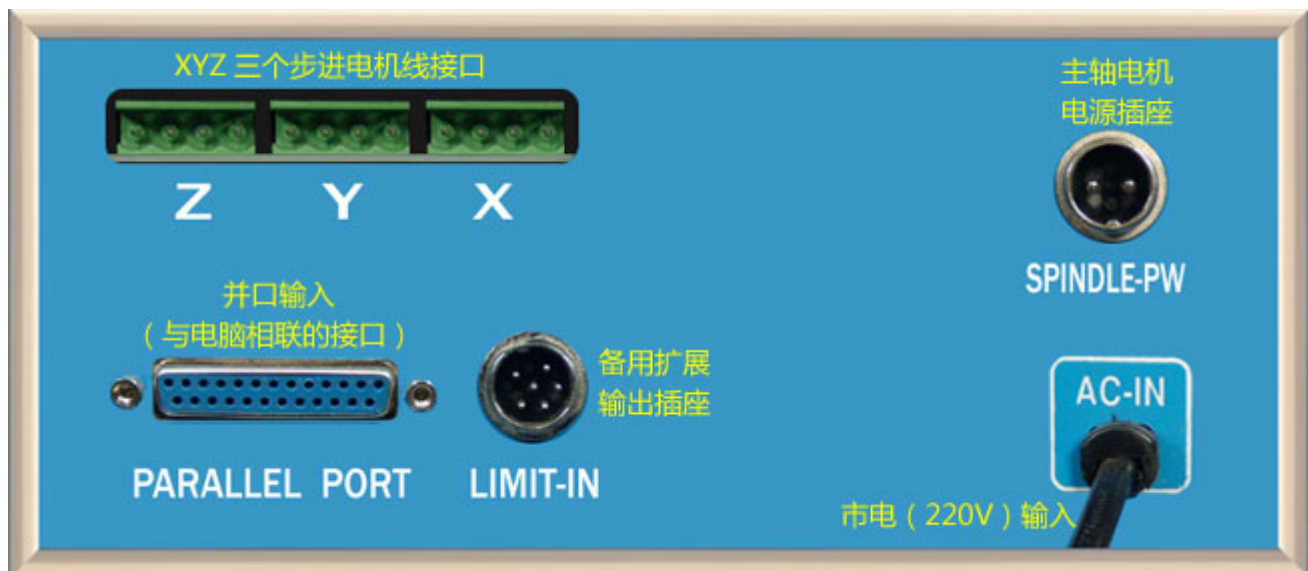 XYZ 三个步进电机线接口
Z Y X
主轴电机
电源插座
SPINDLE-PW
并口输入
（与电脑相联的接口）
PARALLEL PORT
备用扩展
输出插座
LIMIT-IN
AC-IN
市电（220V）输入